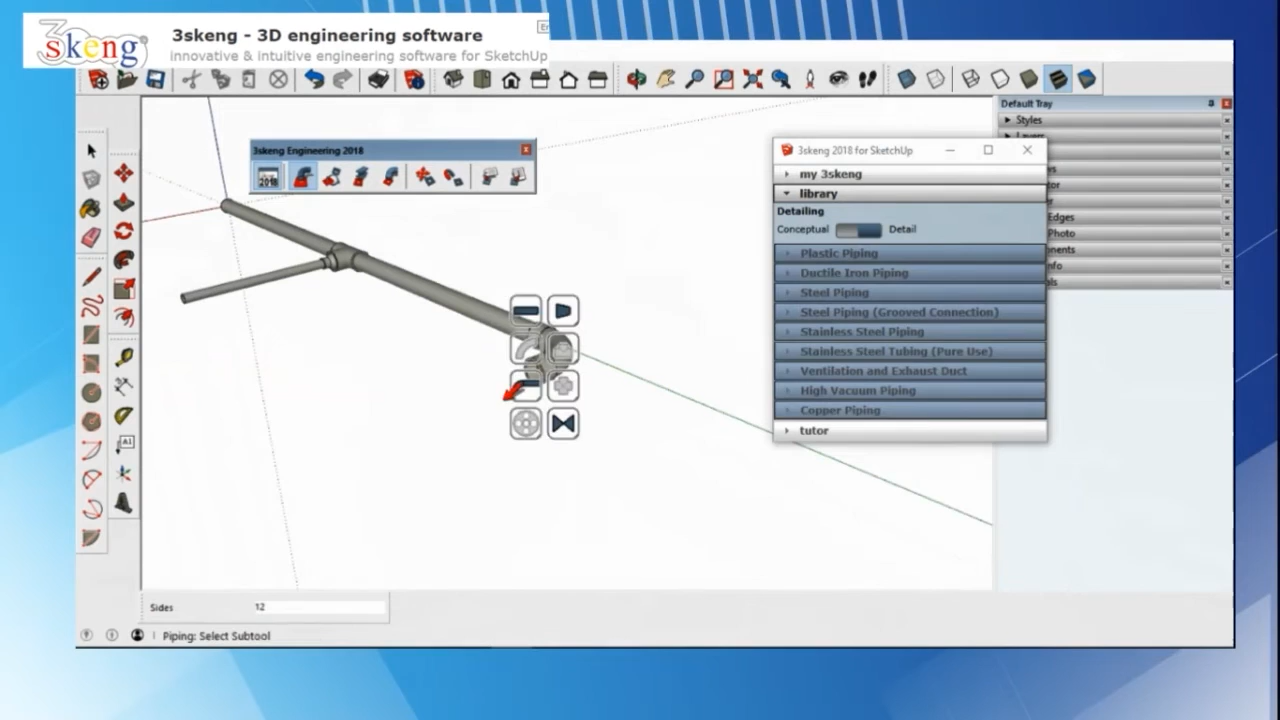 3skeng
3skeng - 3D engineering software
innovative & intuitive engineering software for SketchUp
Default Tray
Styles
3skeng Engineering 2018
2018
3skeng 2018 for SketchUp
my 3skeng
library
Detailing
Conceptual Detail
Plastic Piping
Ductile Iron Piping
Steel Piping
Steel Piping (Grooved Connection)
Stainless Steel Piping
Stainless Steel Tubing (Pure Use)
Ventilation and Exhaust Duct
High Vacuum Piping
Copper Piping
tutor
Edges
Photo
A1
Sides 12
Piping: Select Subtool